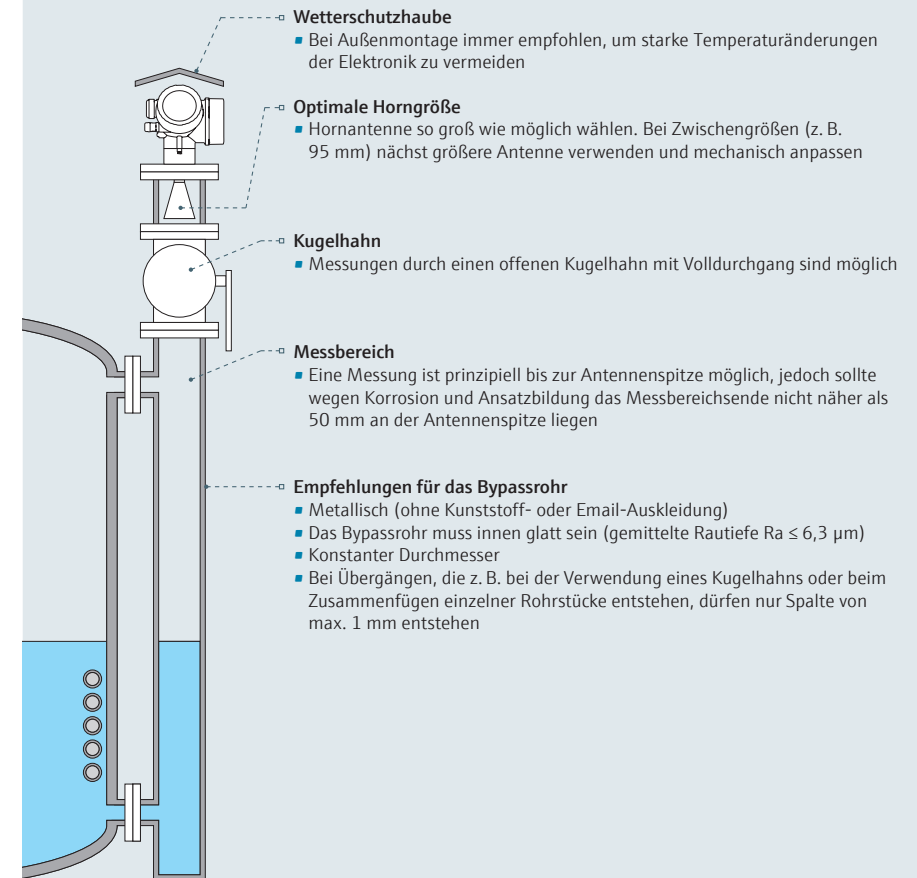 Wetterschutzhaube
▪ Bei Außenmontage immer empfohlen, um starke Temperaturänderungen
der Elektronik zu vermeiden
Optimale Horngröße
▪ Hornantenne so groß wie möglich wählen. Bei Zwischengrößen (z. B.
95 mm) nächst größere Antenne verwenden und mechanisch anpassen
Kugelhahn
▪ Messungen durch einen offenen Kugelhahn mit Volldurchgang sind möglich
Messbereich
▪ Eine Messung ist prinzipiell bis zur Antennenspitze möglich, jedoch sollte
wegen Korrosion und Ansatzbildung das Messbereichsende nicht näher als
50 mm an der Antennenspitze liegen
Empfehlungen für das Bypassrohr
▪ Metallisch (ohne Kunststoff- oder Email-Auskleidung)
▪ Das Bypassrohr muss innen glatt sein (gemittelte Rautiefe Ra ≤ 6,3 µm)
▪ Konstanter Durchmesser
▪ Bei Übergängen, die z. B. bei der Verwendung eines Kugelhahns oder beim
Zusammenfügen einzelner Rohrstücke entstehen, dürfen nur Spalte von
max. 1 mm entstehen